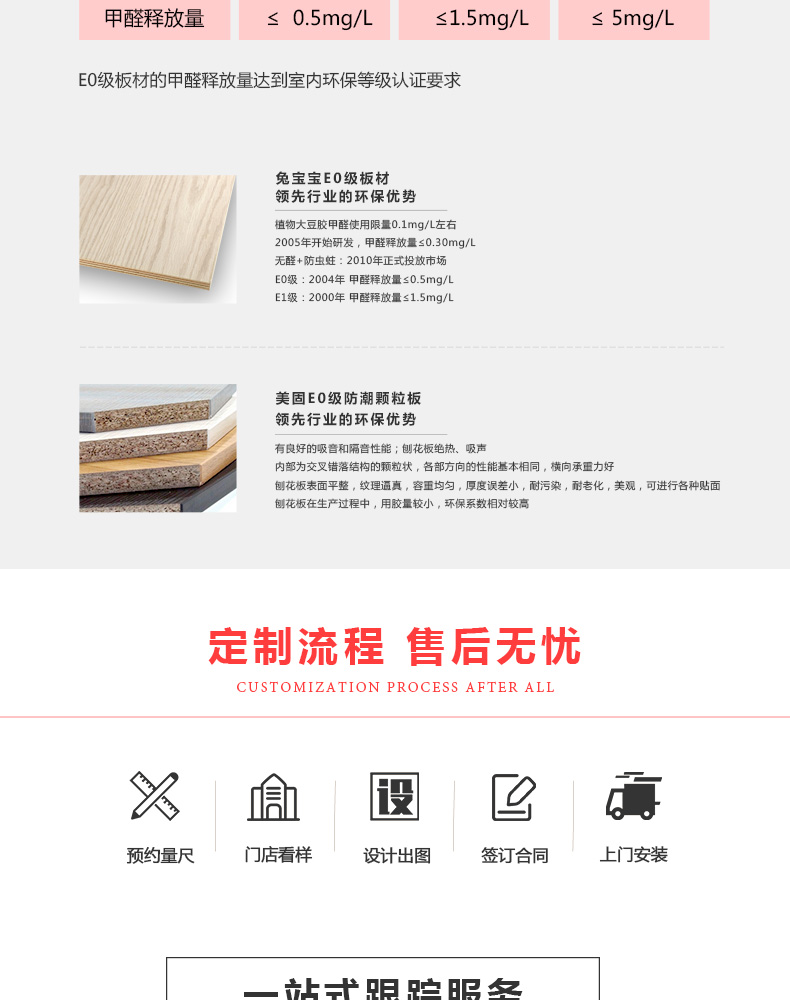 甲醛释放量 ≤ 0.5mg/L ≤1.5mg/L ≤ 5mg/L
E0级板材的甲醛释放量达到室内环保等级认证要求
兔宝宝E0级板材
领先行业的环保优势
植物大豆胶甲醛使用限量0.1mg/L左右
2005年开始研发，甲醛释放量≤0.30mg/L
无醛+防虫蛀：2010年正式投放市场
E0级：2004年 甲醛释放量≤0.5mg/L
E1级：2000年 甲醛释放量≤1.5mg/L
美固E0级防潮颗粒板
领先行业的环保优势
有良好的吸音和隔音性能；刨花板绝热、吸声
内部为交叉错落结构的颗粒状，各部方向的性能基本相同，横向承重力好
刨花板表面平整，纹理逼真，容重均匀，厚度误差小，耐污染，耐老化，美观，可进行各种贴面
刨花板在生产过程中，用胶量较小，环保系数相对较高
定制流程 售后无忧
CUSTOMIZATION PROCESS AFTER ALL
设
预约量尺 门店看样 设计出图 签订合同 上门安装
一站式跟踪服务